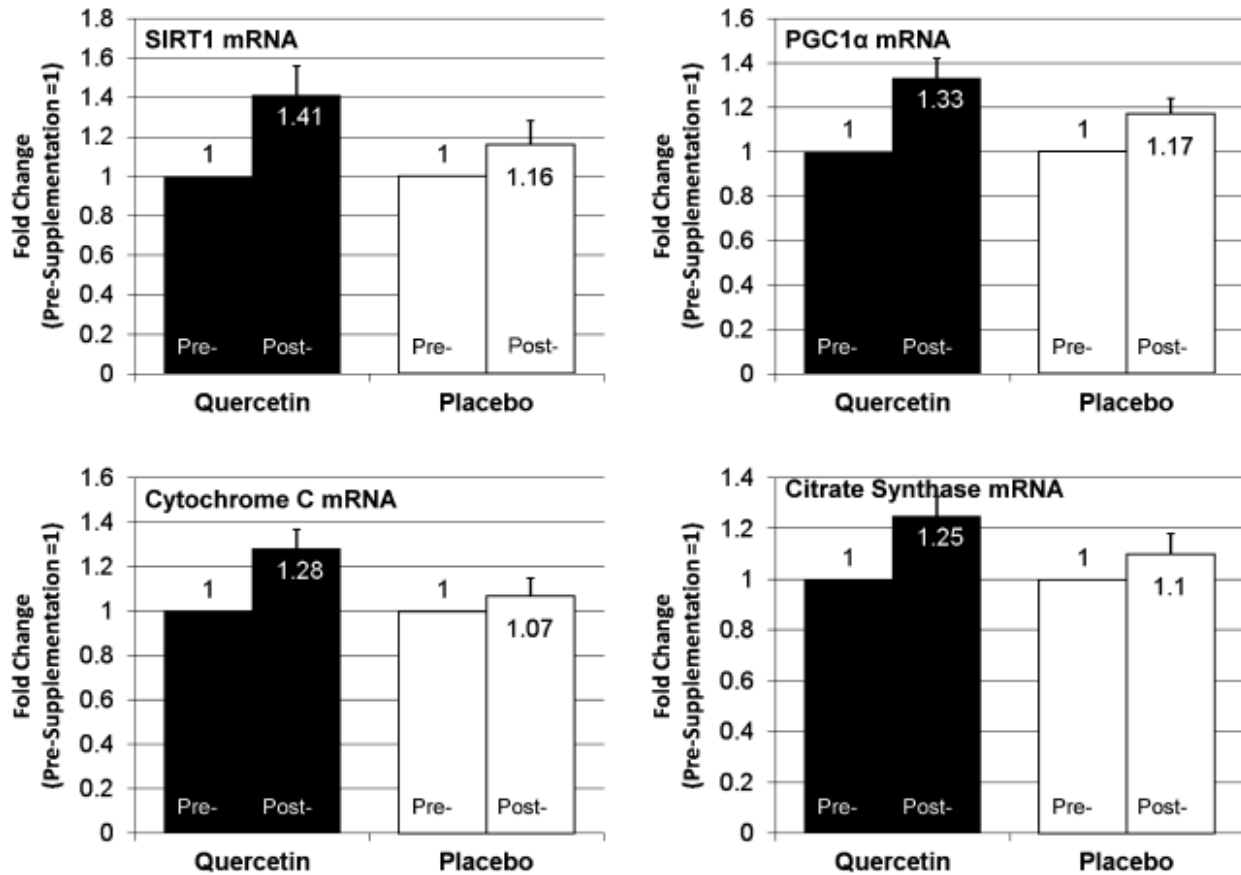 SIRT1 mRNA
Fold Change
(Pre-Supplementation =1)
1.8
1.6
1.4
1.2
1
0.8
0.6
0.4
0.2
0
1
1.41
1
1.16
Pre-
Post-
Pre-
Post-
Quercetin
Placebo
PGC1α mRNA
Fold Change
(Pre-Supplementation =1)
1.6
1.4
1.2
1
0.8
0.6
0.4
0.2
0
1
1.33
1
1.17
Pre-
Post-
Pre-
Post-
Quercetin
Placebo
Cytochrome C mRNA
Fold Change
(Pre-Supplementation =1)
1.6
1.4
1.2
1
0.8
0.6
0.4
0.2
0
1
1.28
1
1.07
Pre-
Post-
Pre-
Post-
Quercetin
Placebo
Citrate Synthase mRNA
Fold Change
(Pre-Supplementation =1)
1.4
1.2
1
0.8
0.6
0.4
0.2
0
1
1.25
1
1.1
Pre-
Post-
Pre-
Post-
Quercetin
Placebo